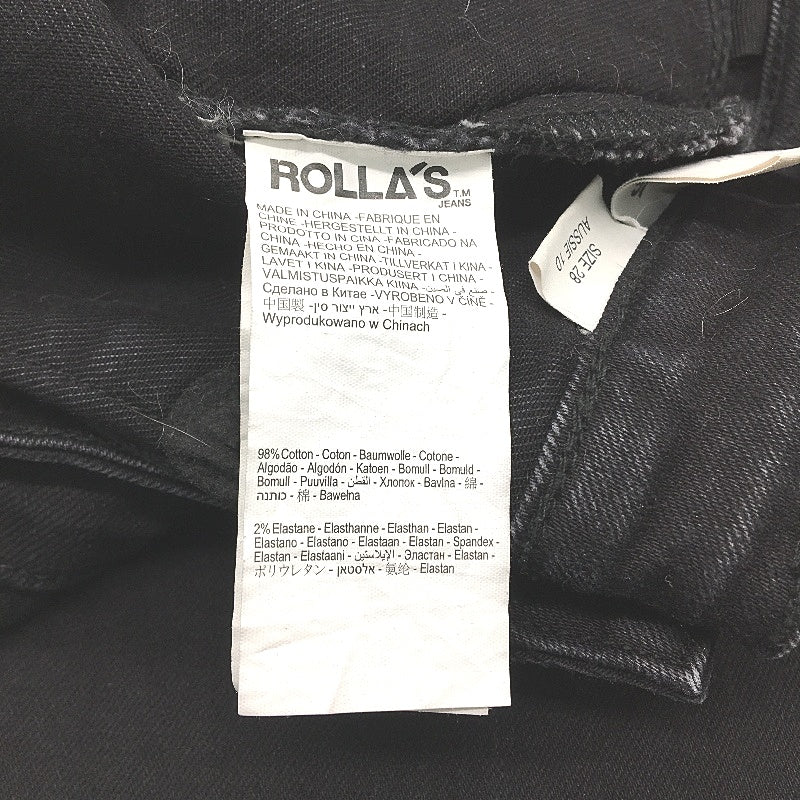 ROLLA'S T.M
JEANS
MADE IN CHINA -FABRIQUE EN
CHINE -HERGESTELLT IN CHINA -
PRODOTTO IN CINA -FABRICADO NA
CHINA -HECHO EN CHINA -
GEMAAKT IN CHINA -TILLVERKAT I KINA -
LAVET I KINA -PRODUSERT I CHINA -
VALMISTUSPAIKKA KIINA - صنع في الصين -
Сделано в Китае -VYROBENO V ČÍNĚ -
中国製 -ארץ ייצור סין -中国制造 -
Wyprodukowano w Chinach
98% Cotton - Coton - Baumwolle - Cotone -
Algodão - Algodón - Katoen - Bomull - Bomuld -
Bomull - Puuvilla - القطن - Хлопок - Bavlna - 綿 -
כותנה - 棉 - Bawełna
2% Elastane - Elasthanne - Elasthan - Elastan -
Elastano - Elastano - Elastaan - Elastan - Spandex -
Elastan - Elastaani - الإيلاستين - Эластан - Elastan -
ポリウレタン - אלסטאן - 氨纶 - Elastan
SIZE 28
AUSSIE 10